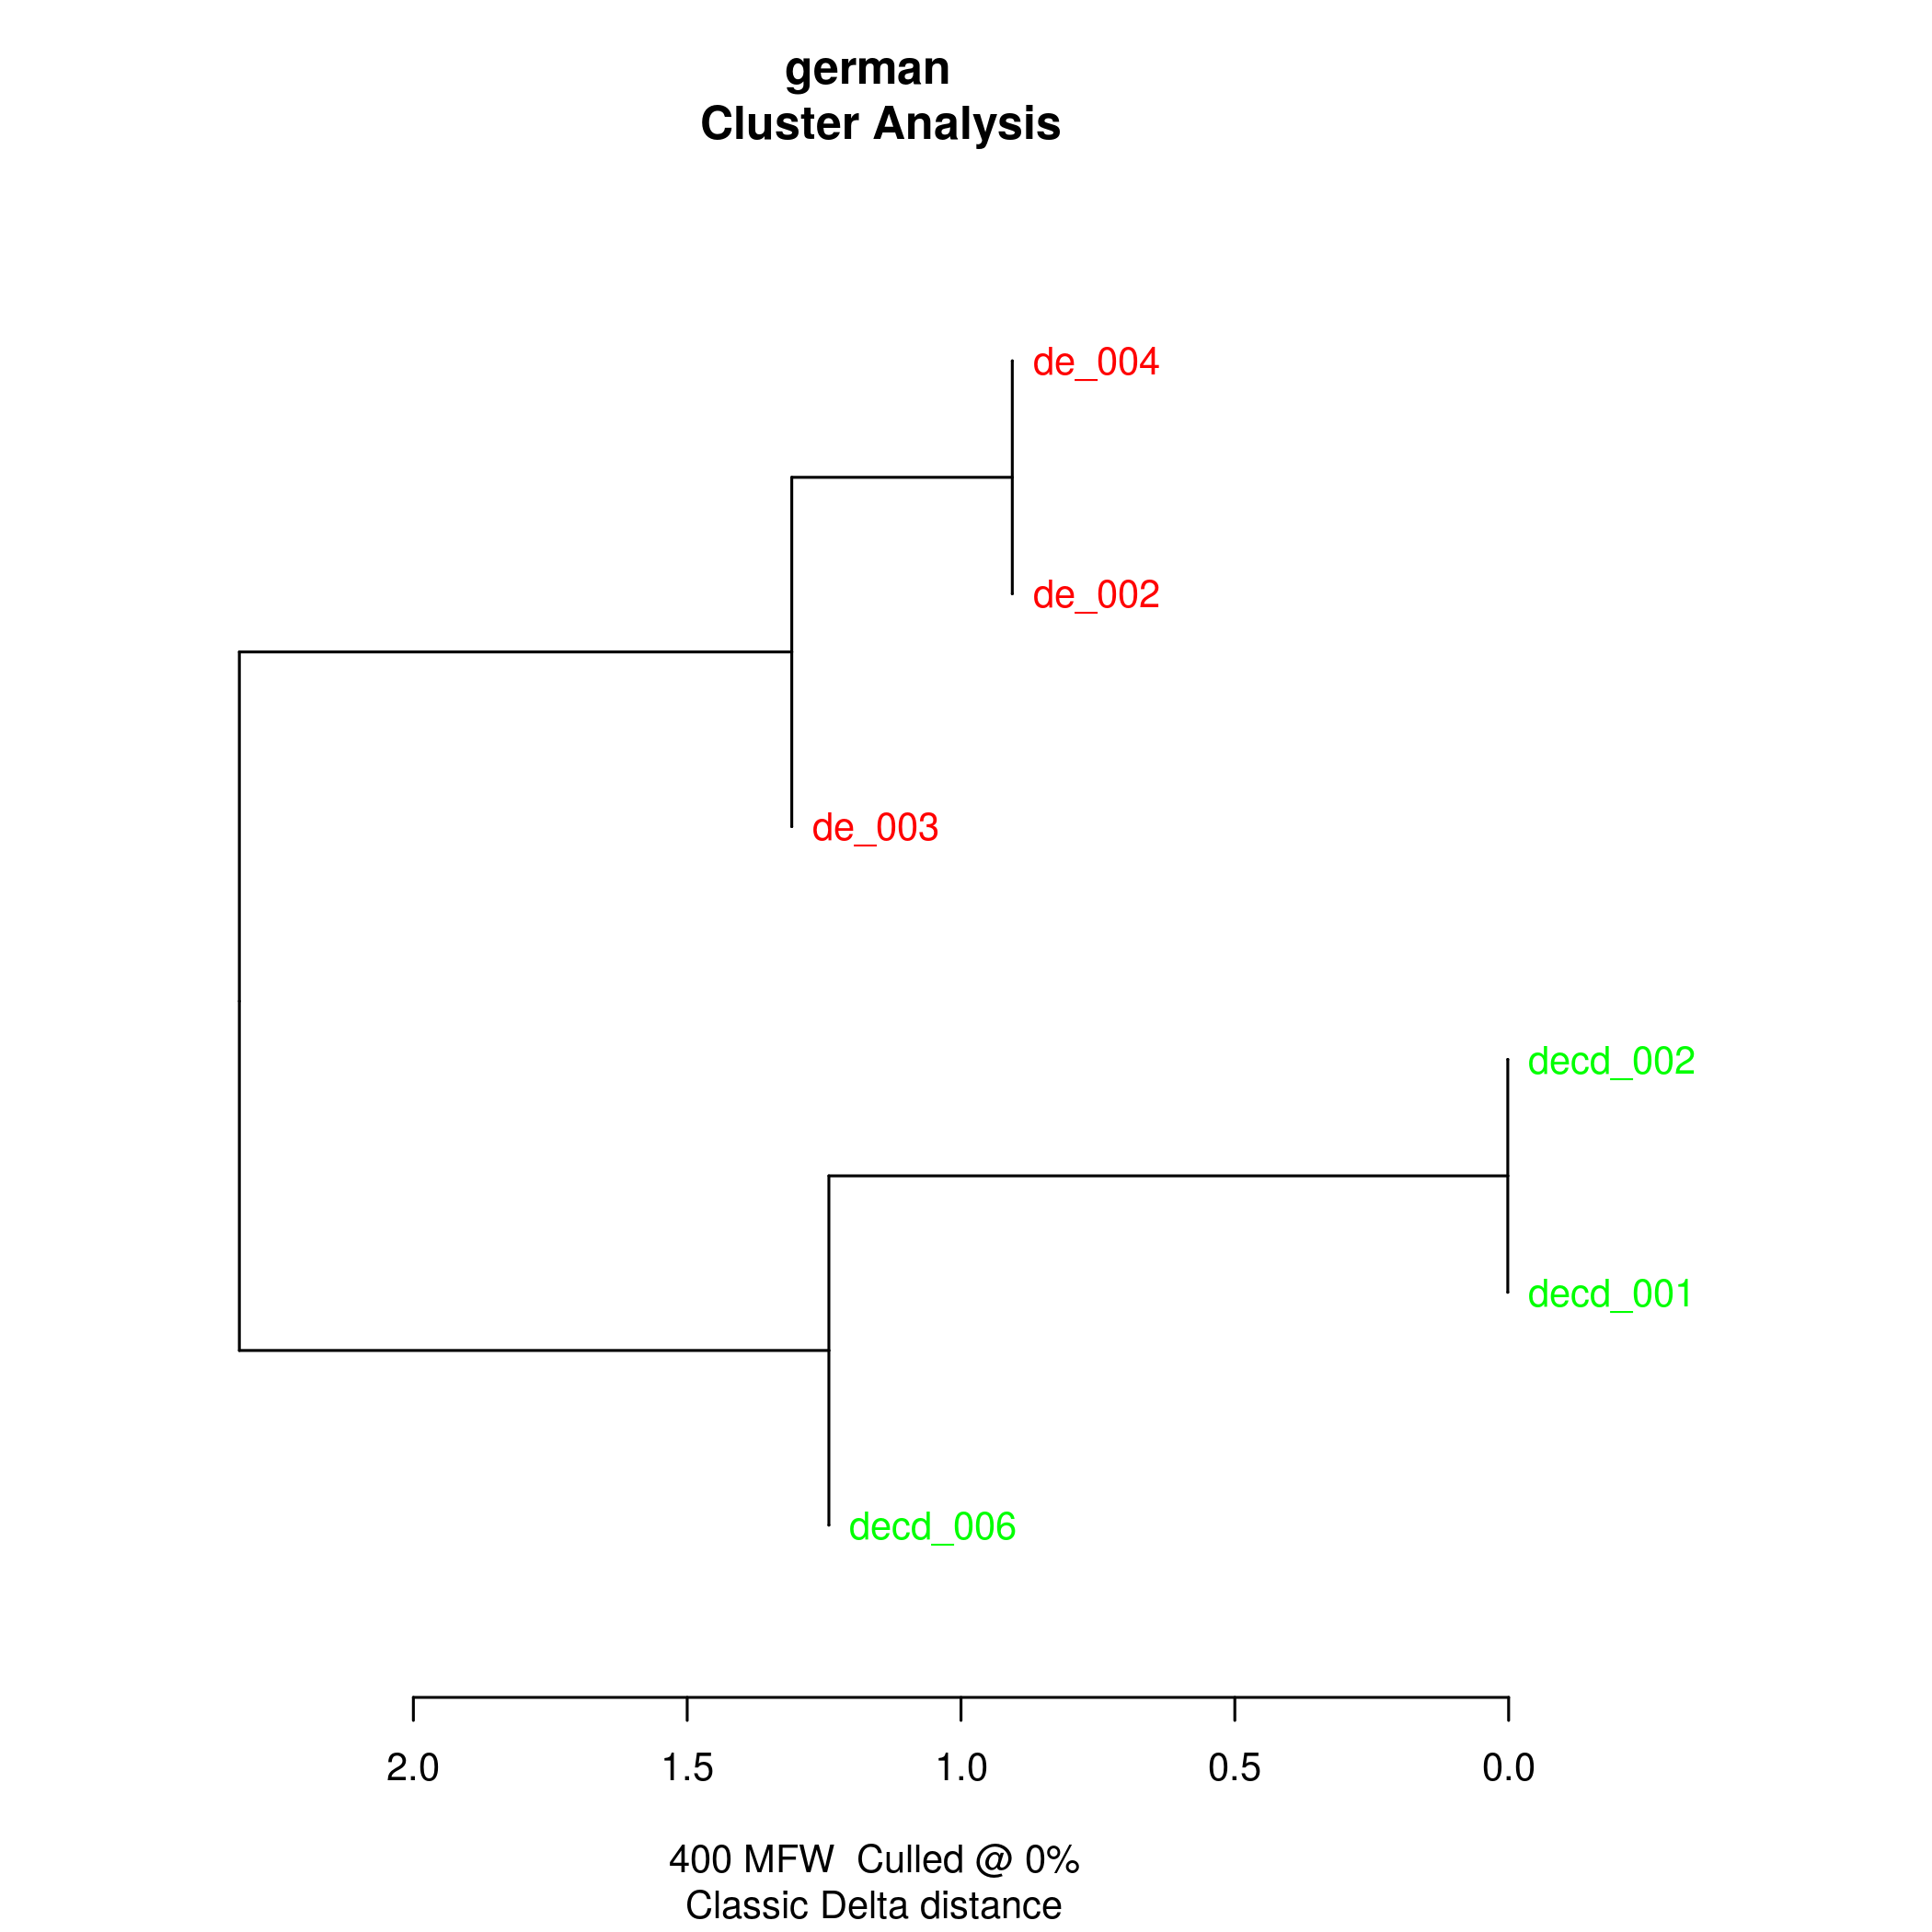 german
Cluster Analysis
de_004
de_002
de_003
decd_002
decd_001
decd_006
2.0 1.5 1.0 0.5 0.0
400 MFW  Culled @ 0%
Classic Delta distance